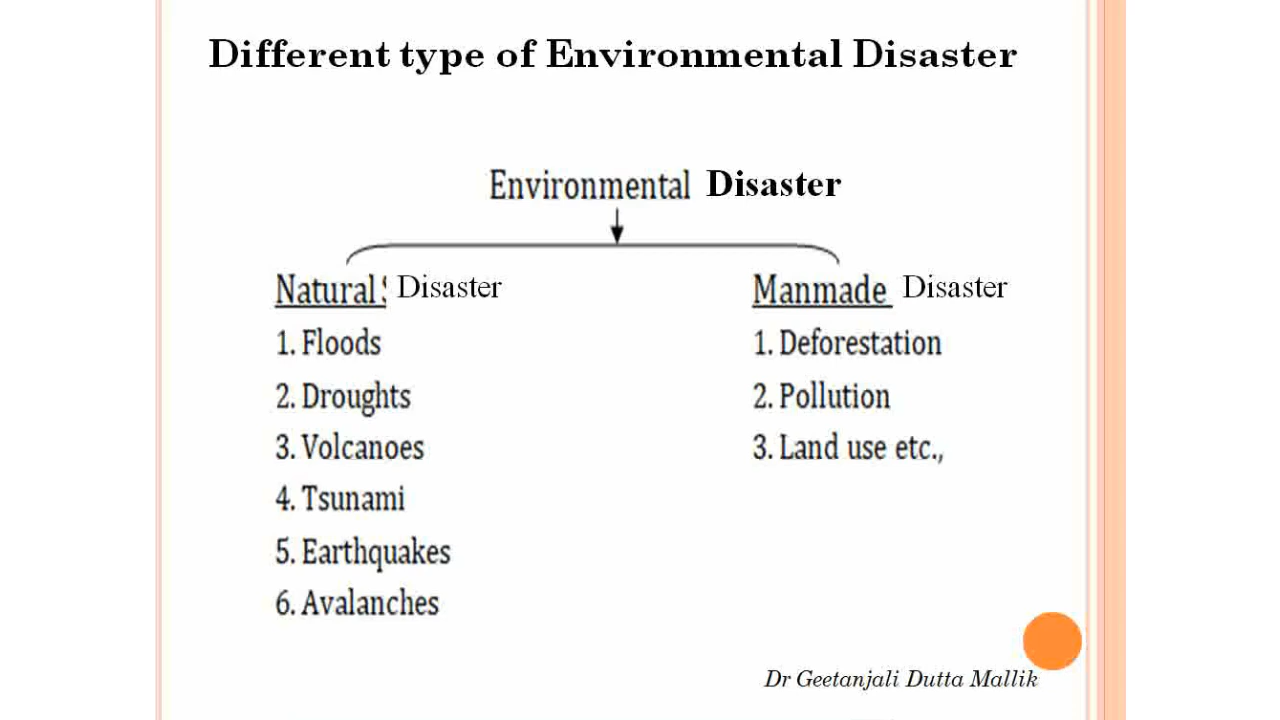 Different type of Environmental Disaster
Environmental Disaster
Natural Disaster
1. Floods
2. Droughts
3. Volcanoes
4. Tsunami
5. Earthquakes
6. Avalanches
Manmade Disaster
1. Deforestation
2. Pollution
3. Land use etc.,
Dr Geetanjali Dutta Mallik